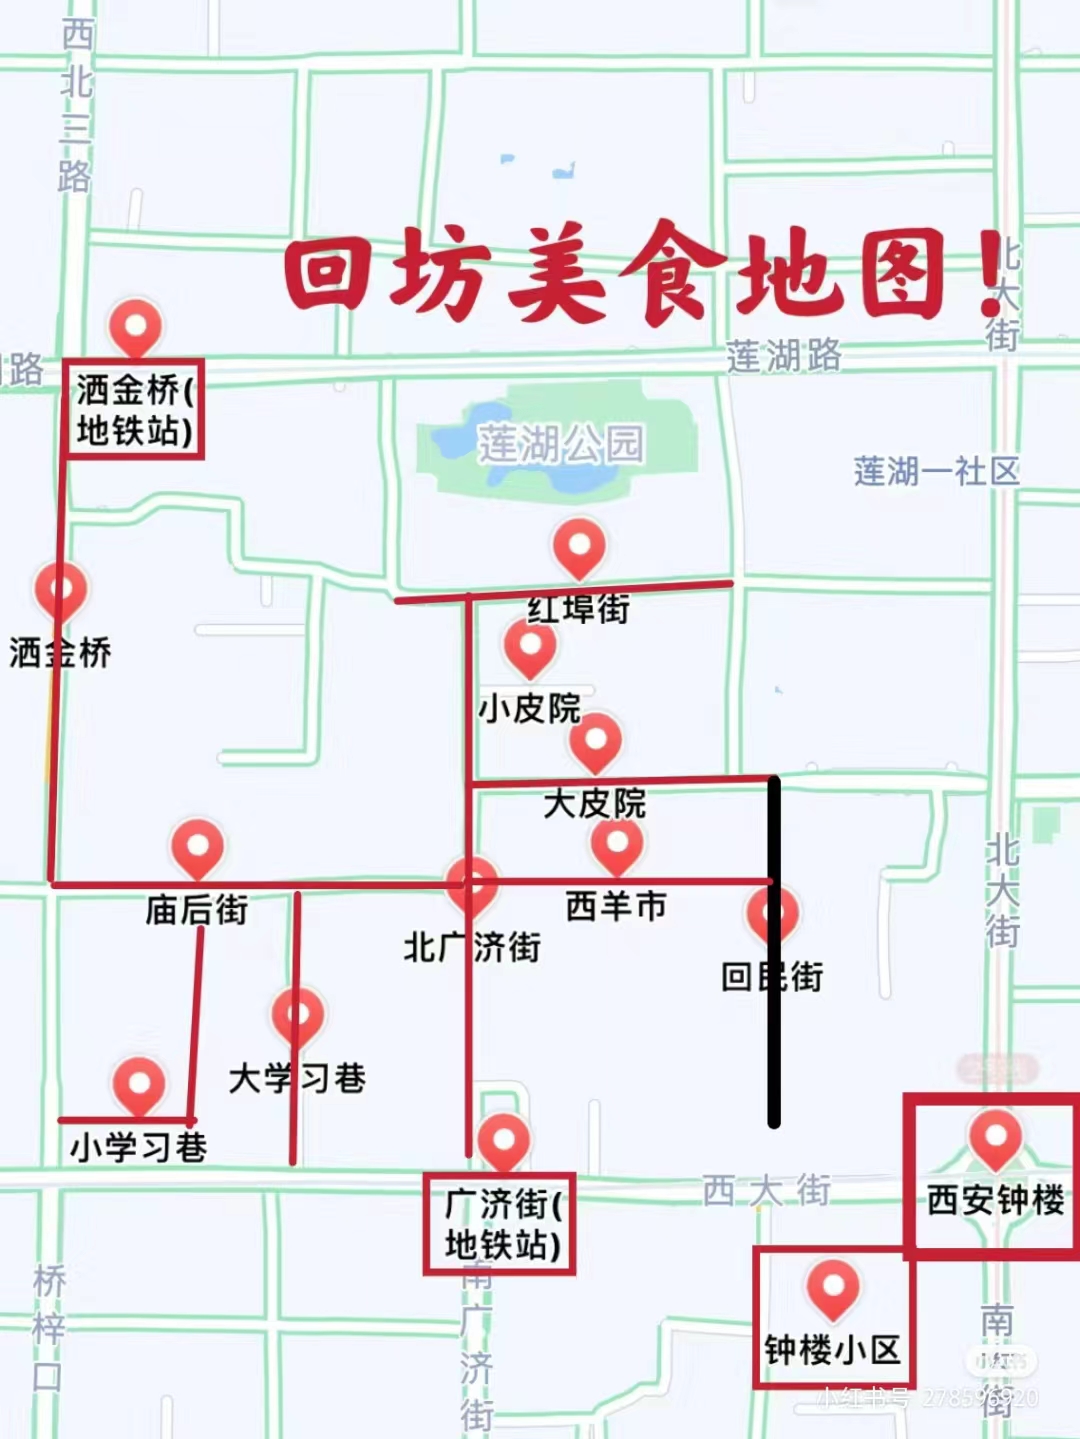 西北三路
回坊美食地图！
北大街
莲湖路
路
洒金桥(
地铁站)
莲湖公园
莲湖一社区
红埠街
洒金桥
小皮院
大皮院
庙后街
西羊市
北大街
北广济街
回民街
大学习巷
小学习巷
西大街
西安钟楼
广济街(
地铁站)
桥梓口
南广济街
钟楼小区
南
街
小红书
小红书号 278596920